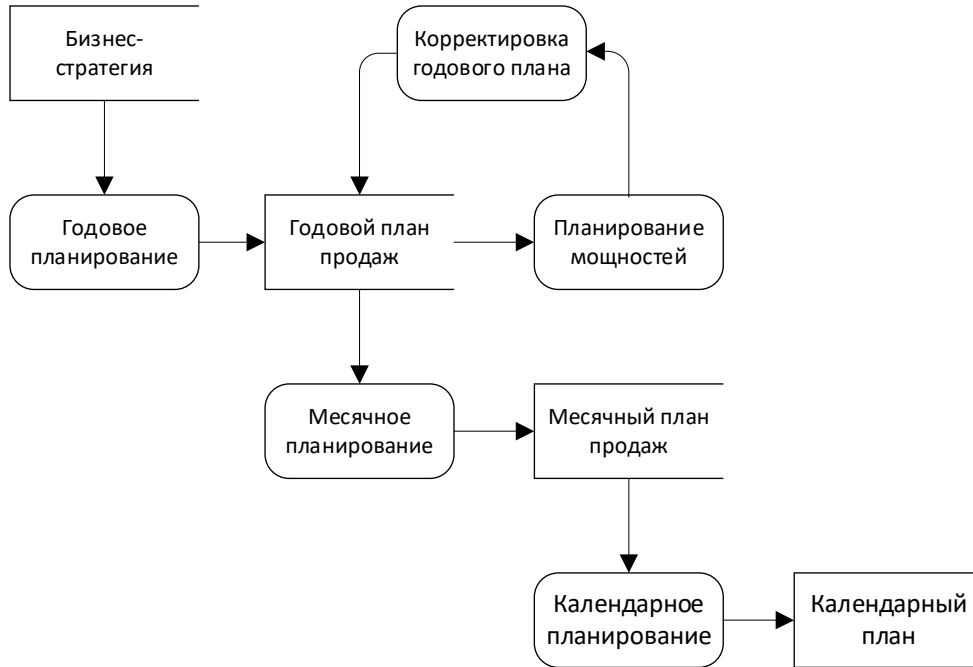 Бизнес-
стратегия
Корректировка
годового плана
Годовое
планирование
Годовой план
продаж
Планирование
мощностей
Месячное
планирование
Месячный план
продаж
Календарное
планирование
Календарный
план